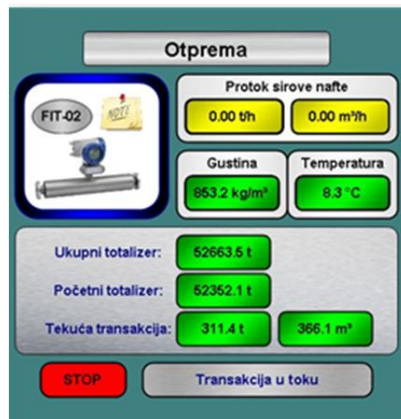 Otprema
Protok sirove nafte
FIT-02
NOTE
0.00 t/h
0.00 m³/h
Gustina
Temperatura
853.2 kg/m³
8.3 °C
Ukupni totalizer:
52663.5 t
Početni totalizer:
52352.1 t
Tekuća transakcija:
311.4 t
366.1 m³
STOP
Transakcija u toku